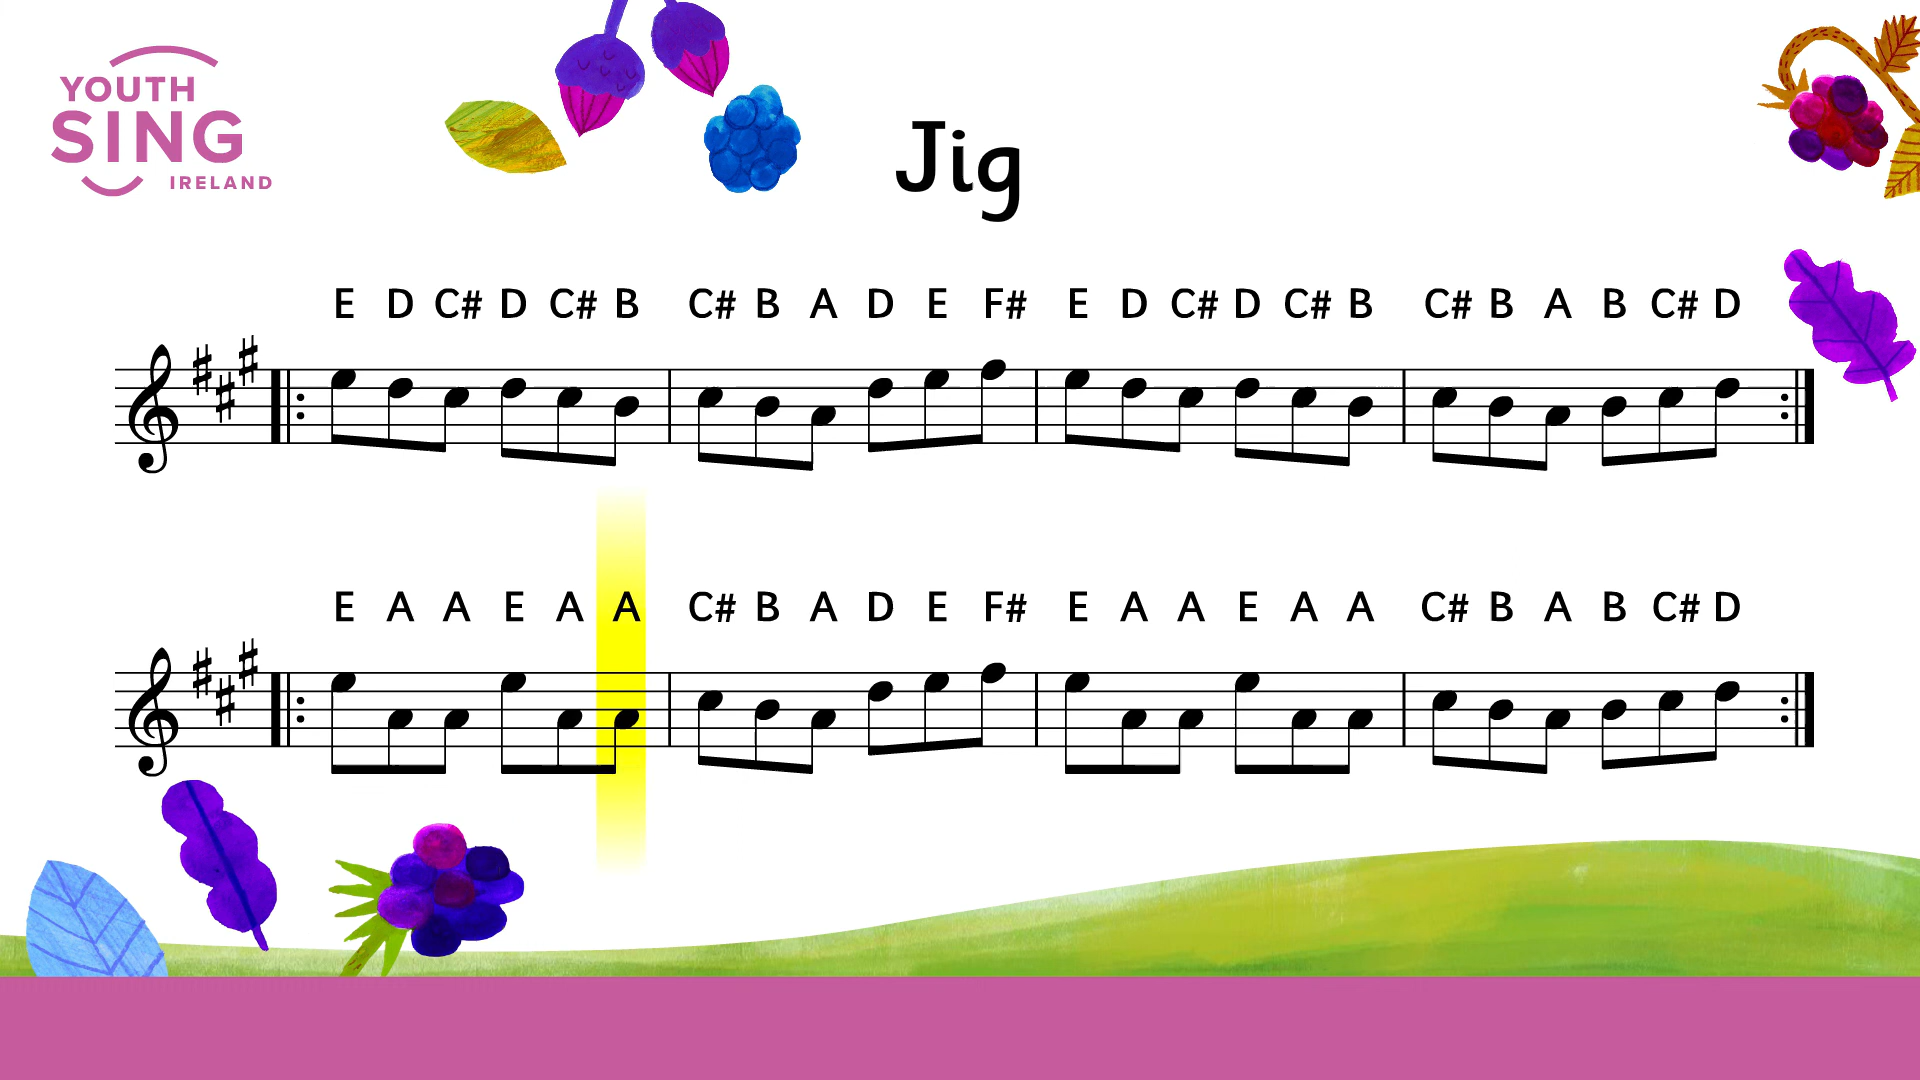 YOUTH
SING
IRELAND
Jig
E D C# D C# B C# B A D E F# E D C# D C# B C# B A B C# D
E A A E A A C# B A D E F# E A A E A A C# B A B C# D